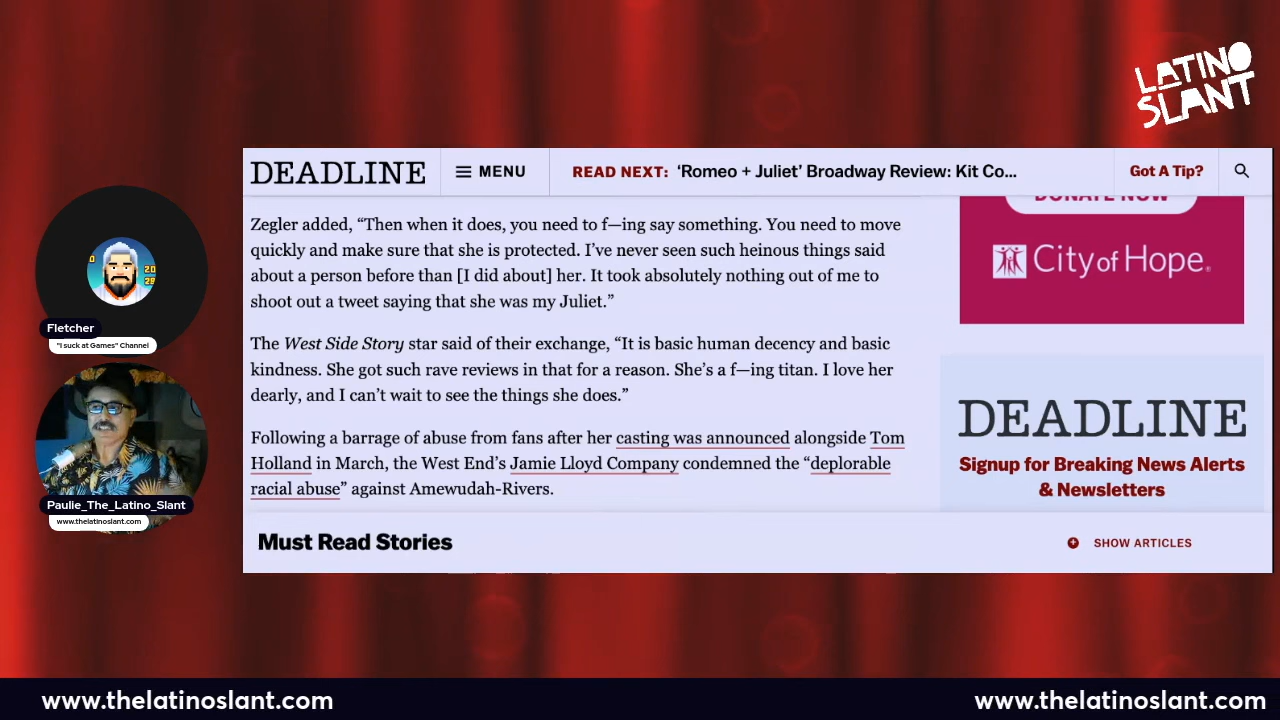 LATINO
SLANT
DEADLINE
MENU
READ NEXT: ‘Romeo + Juliet’ Broadway Review: Kit Co...
Got A Tip?
Zegler added, “Then when it does, you need to f—ing say something. You need to move
quickly and make sure that she is protected. I’ve never seen such heinous things said
about a person before than [I did about] her. It took absolutely nothing out of me to
shoot out a tweet saying that she was my Juliet.”
The West Side Story star said of their exchange, “It is basic human decency and basic
kindness. She got such rave reviews in that for a reason. She’s a f—ing titan. I love her
dearly, and I can’t wait to see the things she does.”
Following a barrage of abuse from fans after her casting was announced alongside Tom
Holland in March, the West End’s Jamie Lloyd Company condemned the “deplorable
racial abuse” against Amewudah-Rivers.
DONATE NOW
City of Hope®
DEADLINE
Signup for Breaking News Alerts
& Newsletters
Must Read Stories
SHOW ARTICLES
20
28
Fletcher
"I suck at Games" Channel
Paulie_The_Latino_Slant
www.thelatinoslant.com
www.thelatinoslant.com
www.thelatinoslant.com